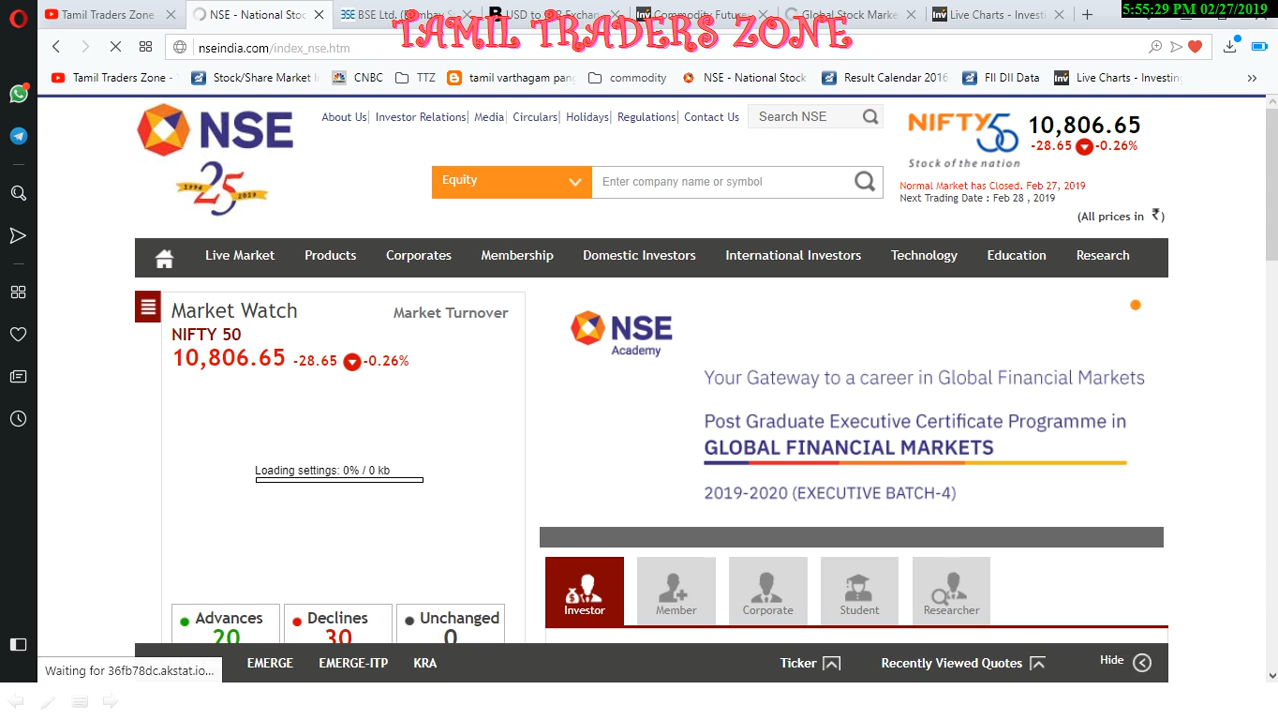 5:55:29 PM 02/27/2019
Tamil Traders Zone
NSE - National Stoc
BSE Ltd. (Bombay S
USD to
Exchan
Commodity Future
Global Stock Marke
Live Charts - Investi
TAMIL TRADERS ZONE
nseindia.com/index_nse.htm
Tamil Traders Zone -
Stock/Share Market I
CNBC
TTZ
tamil varthagam pan
commodity
NSE - National Stock
Result Calendar 2016
FII DII Data
Live Charts - Investing
NSE
1994 25 2019
About Us| Investor Relations| Media| Circulars| Holidays| Regulations| Contact Us
Search NSE
Equity
Enter company name or symbol
NIFTY50
Stock of the nation
10,806.65
-28.65 -0.26%
Normal Market has Closed. Feb 27, 2019
Next Trading Date : Feb 28 , 2019
(All prices in ₹)
Live Market Products Corporates Membership Domestic Investors International Investors Technology Education Research
Market Watch
Market Turnover
NIFTY 50
10,806.65 -28.65 -0.26%
Loading settings: 0% / 0 kb
Advances
20
Declines
30
Unchanged
0
NSE
Academy
Your Gateway to a career in Global Financial Markets
Post Graduate Executive Certificate Programme in
GLOBAL FINANCIAL MARKETS
2019-2020 (EXECUTIVE BATCH-4)
Investor
Member
Corporate
Student
Researcher
Waiting for 36fb78dc.akstat.io...
EMERGE EMERGE-ITP KRA
Ticker
Recently Viewed Quotes
Hide